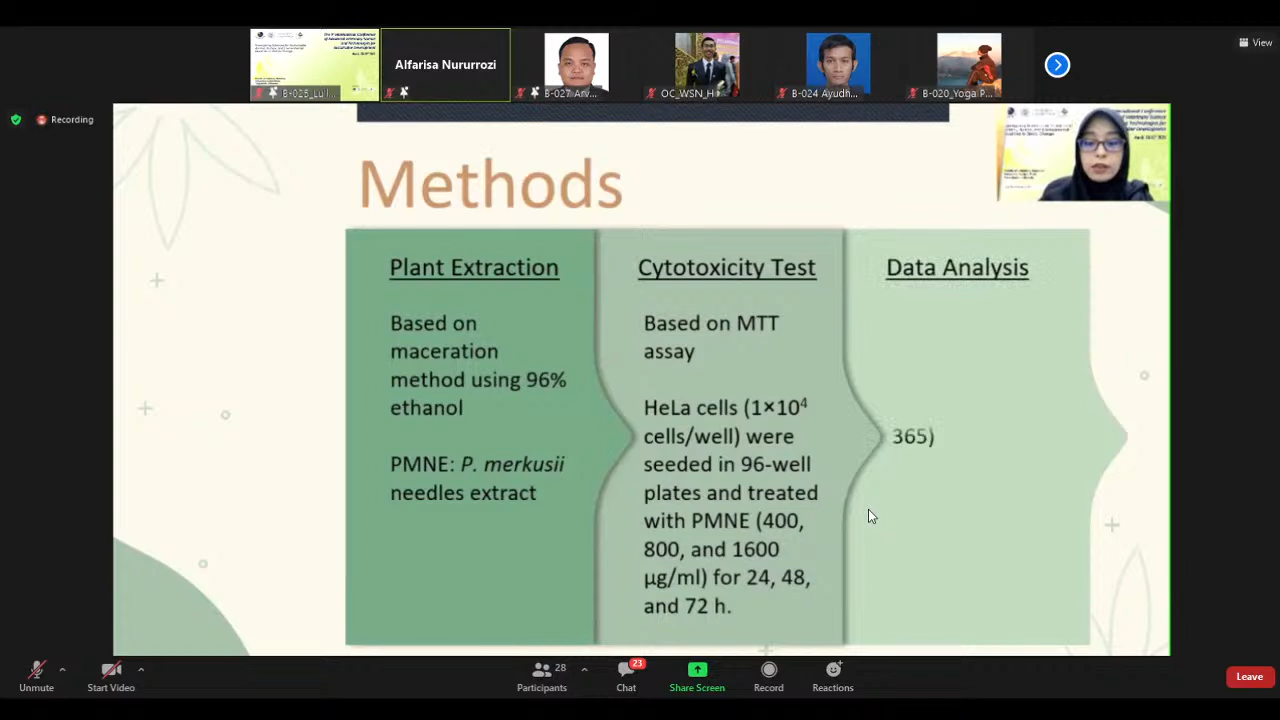 View
Alfarisa Nururrozi
B-027 Arv...
OC_WSN_H
B-024 Ayudh...
B-020_Yoga P...
Recording
Methods
Plant Extraction
Based on
maceration
method using 96%
ethanol
PMNE: P. merkusii
needles extract
Cytotoxicity Test
Based on MTT
assay
HeLa cells (1×10⁴
cells/well) were
seeded in 96-well
plates and treated
with PMNE (400,
800, and 1600
µg/ml) for 24, 48,
and 72 h.
Data Analysis
365)
Unmute
Start Video
28
Participants
23
Chat
Share Screen
Record
Reactions
Leave